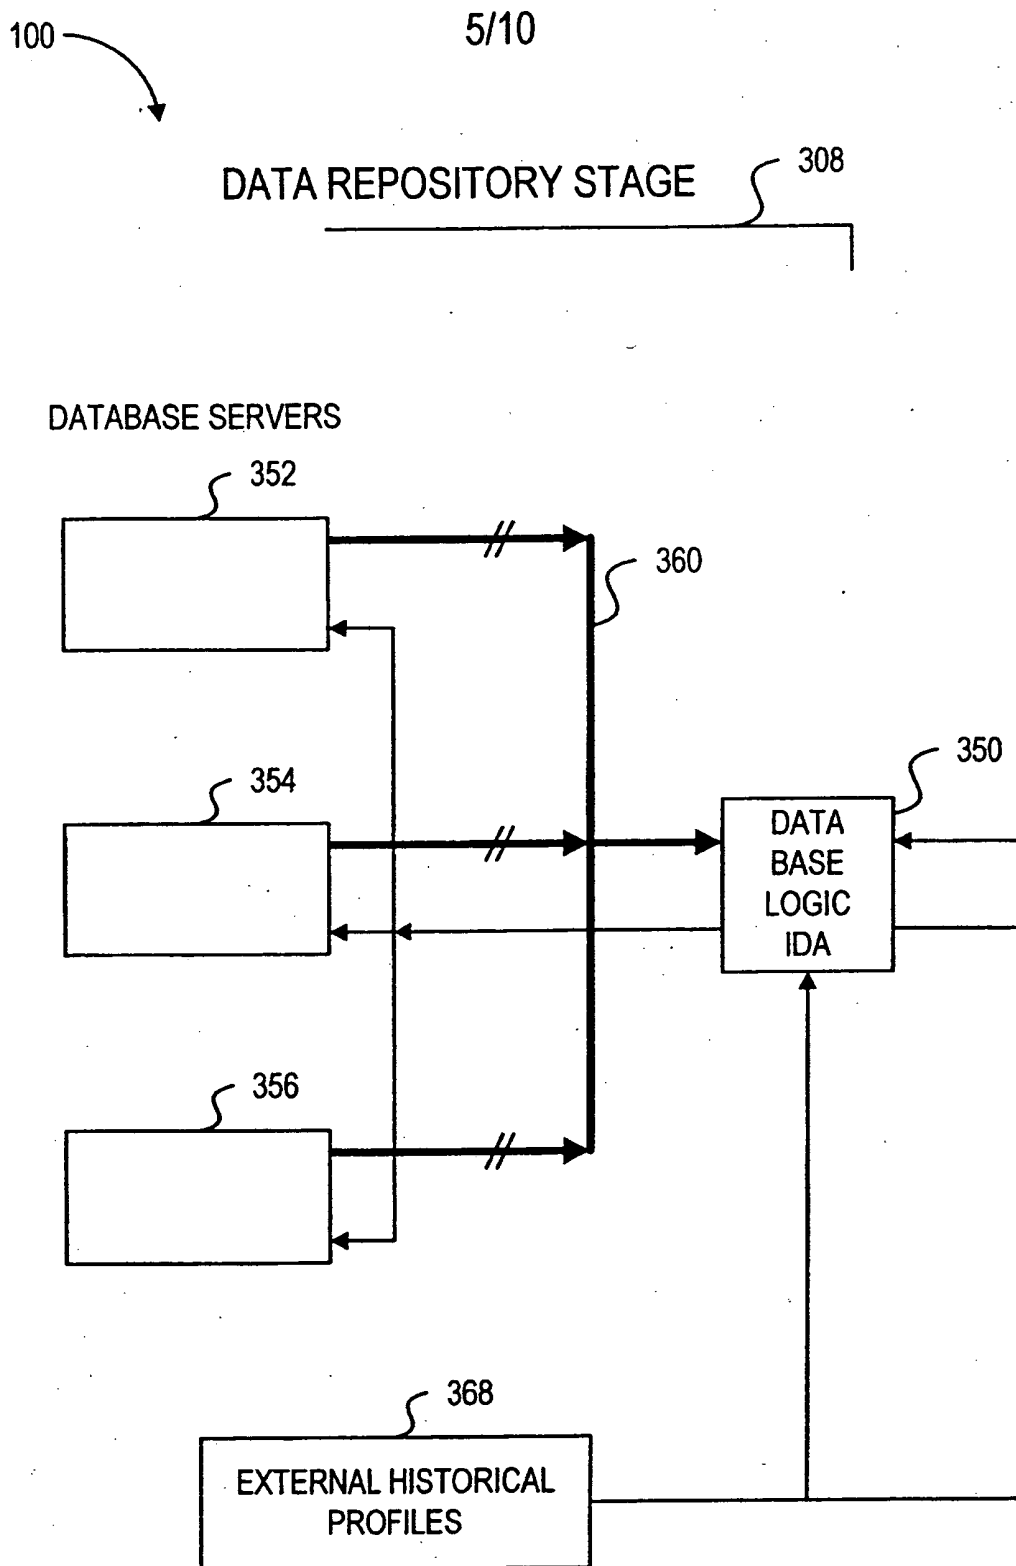 100
5/10
DATA REPOSITORY STAGE
308
DATABASE SERVERS
352
360
354
350
DATA
BASE
LOGIC
IDA
356
368
EXTERNAL HISTORICAL
PROFILES